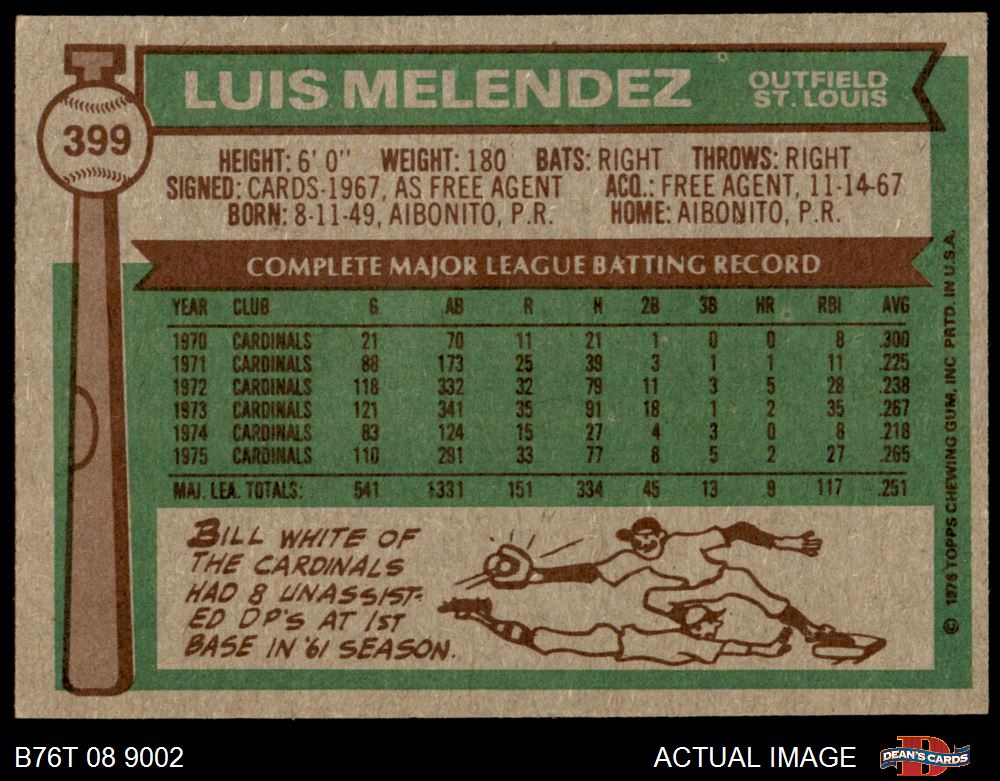 399
LUIS MELENDEZ
OUTFIELD
ST. LOUIS
HEIGHT: 6' 0" WEIGHT: 180 BATS: RIGHT THROWS: RIGHT
SIGNED: CARDS-1967, AS FREE AGENT ACQ.: FREE AGENT, 11-14-67
BORN: 8-11-49, AIBONITO, P.R. HOME: AIBONITO, P.R.
COMPLETE MAJOR LEAGUE BATTING RECORD
YEAR CLUB G AB R H 2B 3B HR RBI AVG
1970 CARDINALS 21 70 11 21 1 0 0 8 .300
1971 CARDINALS 88 173 25 39 3 1 1 11 .225
1972 CARDINALS 118 332 32 79 11 3 5 28 .238
1973 CARDINALS 121 341 35 91 18 1 2 35 .267
1974 CARDINALS 83 124 15 27 4 3 0 8 .218
1975 CARDINALS 110 291 33 77 8 5 2 27 .265
MAJ. LEA. TOTALS: 541 1331 151 334 45 13 9 117 .251
BILL WHITE OF
THE CARDINALS
HAD 8 UNASSIST-
ED DP'S AT 1ST
BASE IN '61 SEASON.
© 1976 TOPPS CHEWING GUM, INC PRTD. IN U.S.A.
B76T 08 9002
ACTUAL IMAGE
D
DEAN'S CARDS